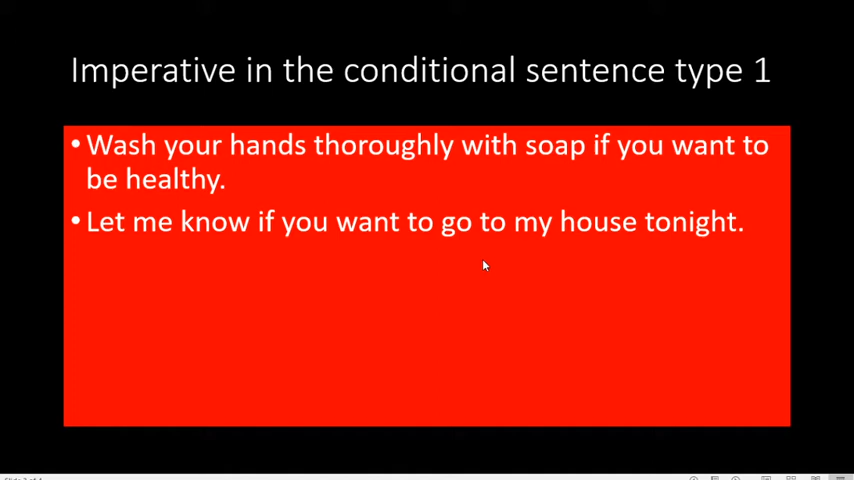 Imperative in the conditional sentence type 1
• Wash your hands thoroughly with soap if you want to
be healthy.
• Let me know if you want to go to my house tonight.